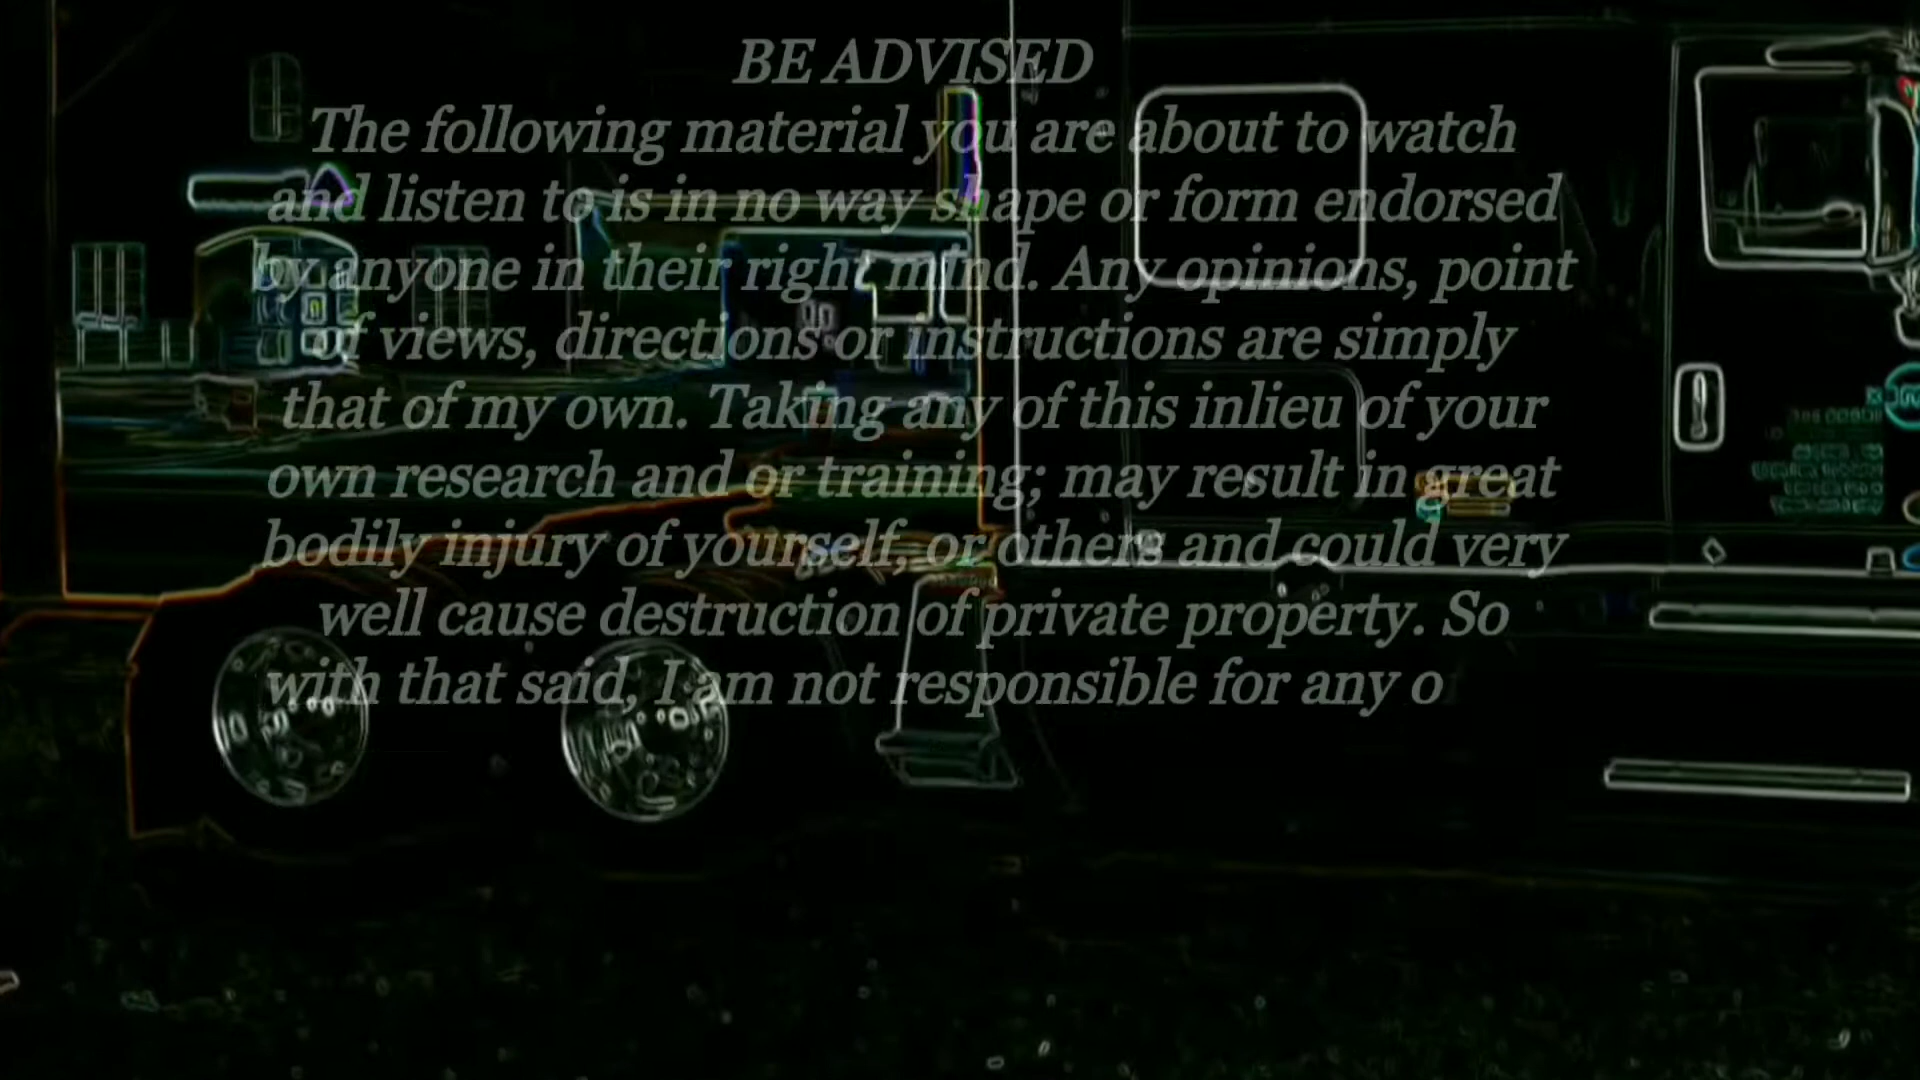 BE ADVISED
The following material you are about to watch
and listen to is in no way shape or form endorsed
by anyone in their right mind. Any opinions, point
of views, directions or instructions are simply
that of my own. Taking any of this inlieu of your
own research and or training; may result in great
bodily injury of yourself, or others and could very
well cause destruction of private property. So
with that said, I am not responsible for any o